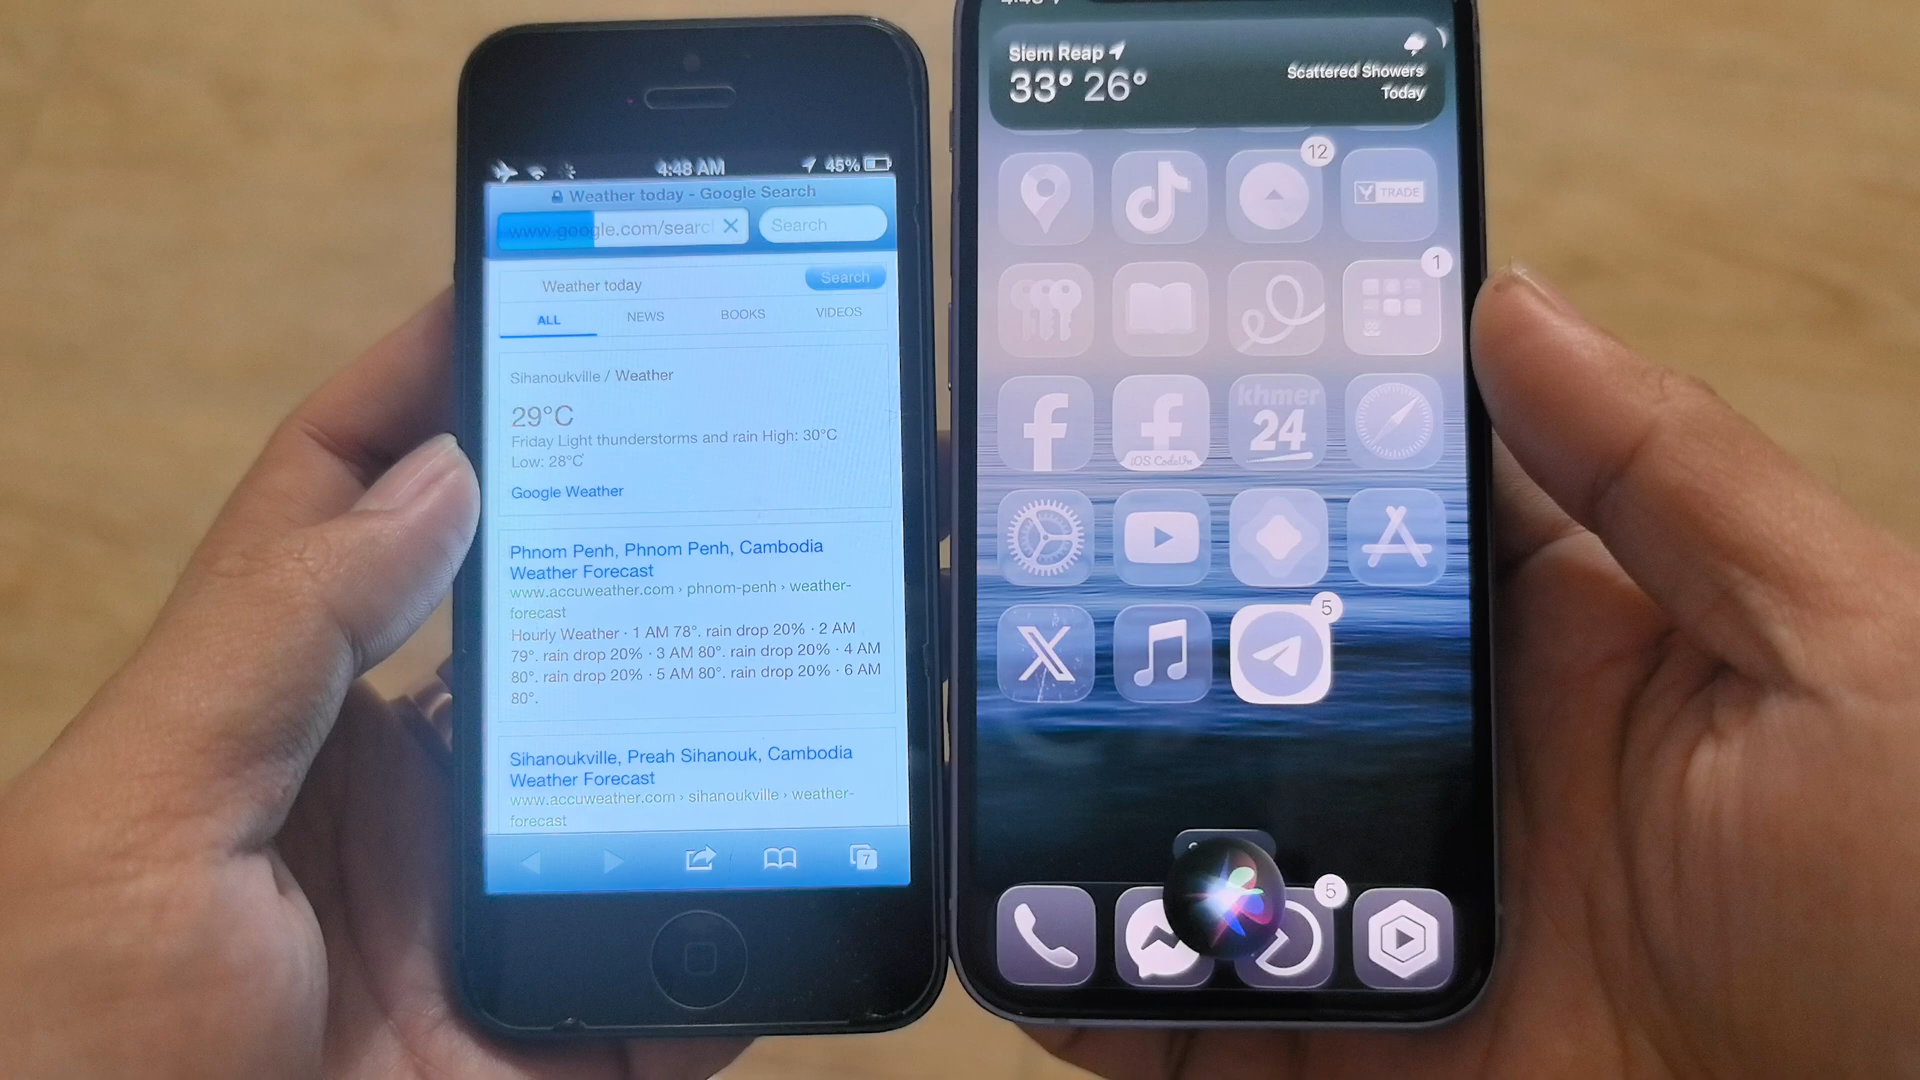 4:48 AM
45%
Weather today - Google Search
www.google.com/searc
Search
Weather today
Search
ALL
NEWS
BOOKS
VIDEOS
Sihanoukville / Weather
29°C
Friday Light thunderstorms and rain High: 30°C
Low: 28°C
Google Weather
Phnom Penh, Phnom Penh, Cambodia
Weather Forecast
www.accuweather.com › phnom-penh › weather-
forecast
Hourly Weather · 1 AM 78°. rain drop 20% · 2 AM
79°. rain drop 20% · 3 AM 80°. rain drop 20% · 4 AM
80°. rain drop 20% · 5 AM 80°. rain drop 20% · 6 AM
80°.
Sihanoukville, Preah Sihanouk, Cambodia
Weather Forecast
www.accuweather.com › sihanoukville › weather-
forecast
7
Siem Reap
33° 26°
Scattered Showers
Today
12
TRADE
1
khmer
24
iOS CodeVn
5
5